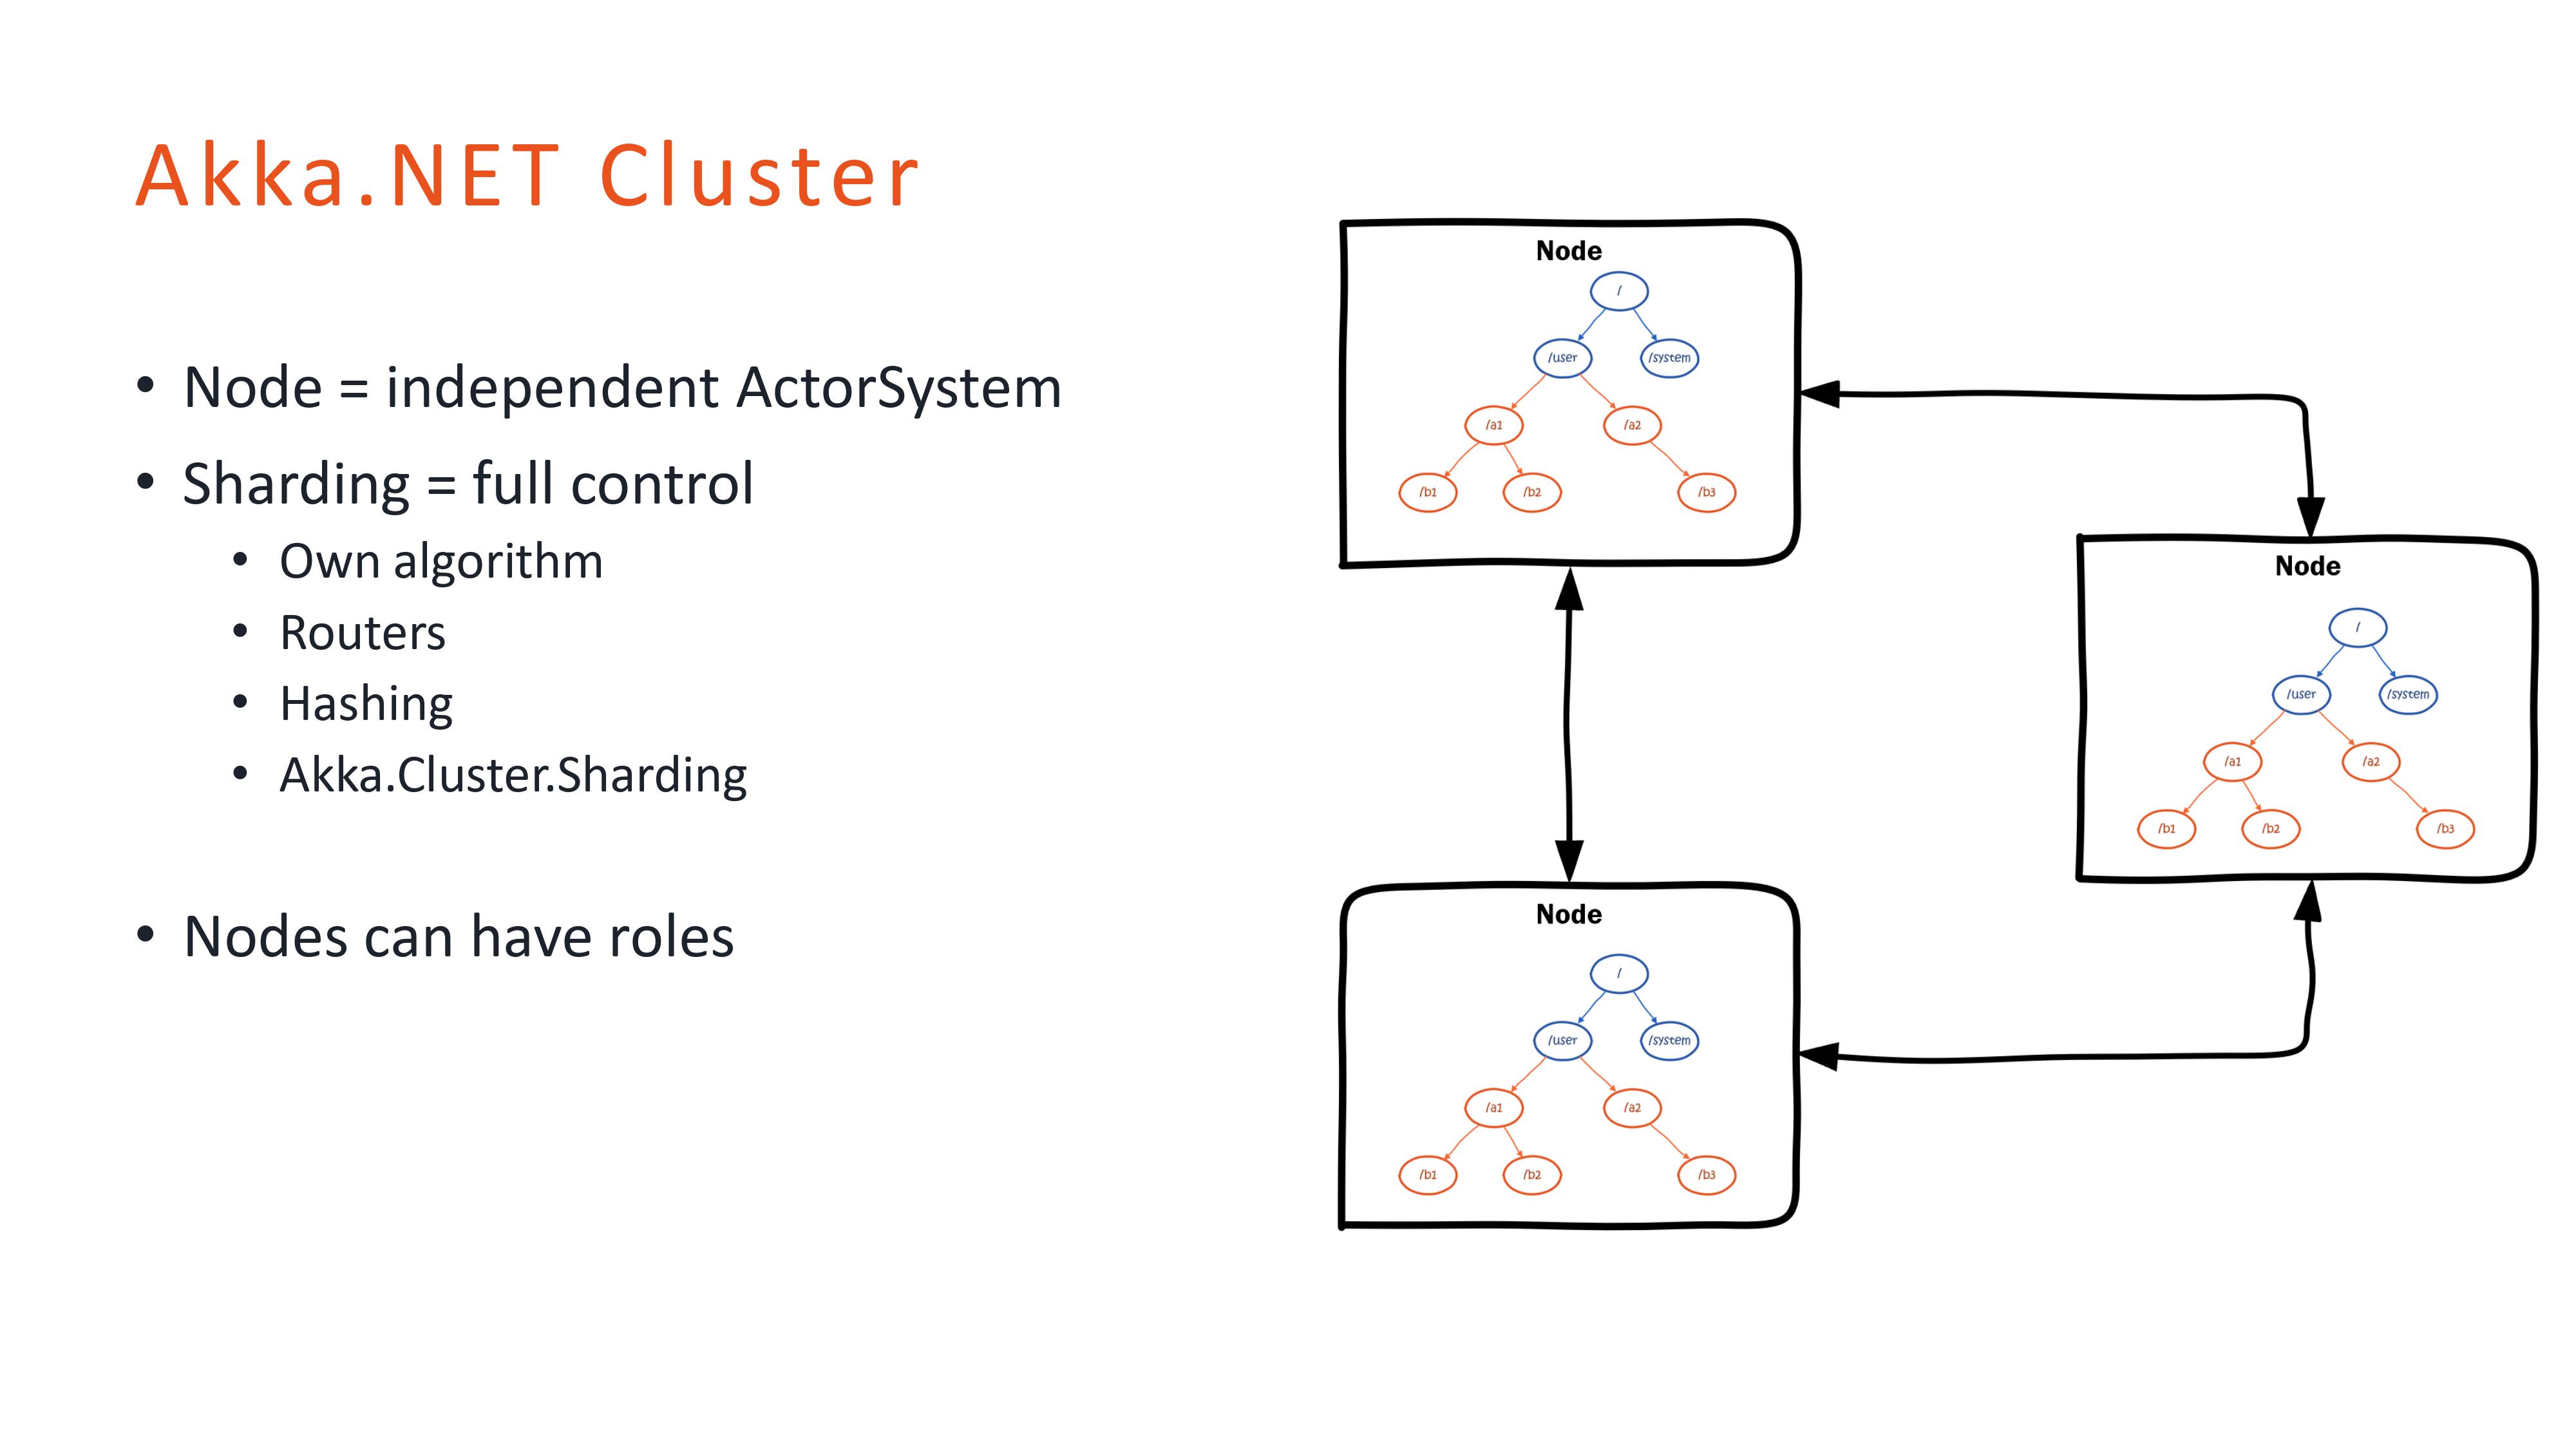 Akka.NET Cluster
• Node = independent ActorSystem
• Sharding = full control
• Own algorithm
• Routers
• Hashing
• Akka.Cluster.Sharding
• Nodes can have roles
Node
/
/user /system
/a1 /a2
/b1 /b2 /b3
Node
/
/user /system
/a1 /a2
/b1 /b2 /b3
Node
/
/user /system
/a1 /a2
/b1 /b2 /b3